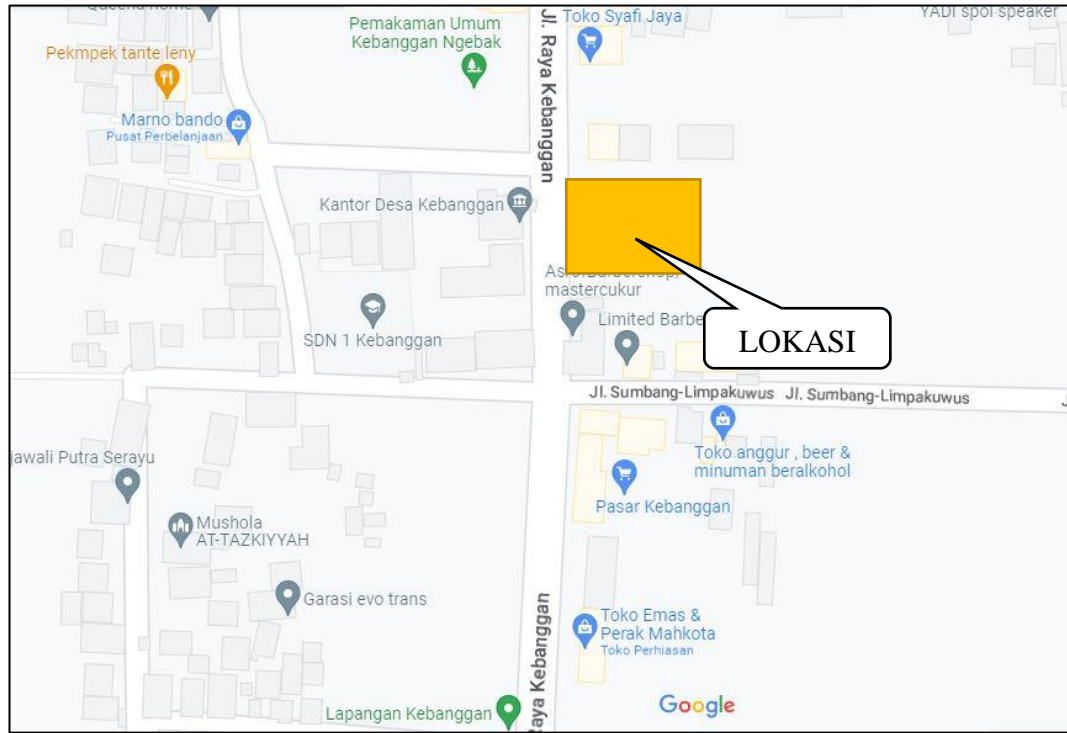 Queena home
Pemakaman Umum
Kebanggan Ngebak
Jl. Raya Kebanggan
Toko Syafi Jaya
YADI spol speaker
Pekmpek tante leny
Marno bando
Pusat Perbelanjaan
Kantor Desa Kebanggan
mastercukur
SDN 1 Kebanggan
Limited Barbe
LOKASI
Jl. Sumbang-Limpakuwus Jl. Sumbang-Limpakuwus
Toko anggur , beer &
minuman beralkohol
jawali Putra Serayu
Pasar Kebanggan
Mushola
AT-TAZKIYYAH
Garasi evo trans
Raya Kebanggan
Toko Emas &
Perak Mahkota
Toko Perhiasan
Lapangan Kebanggan
Google